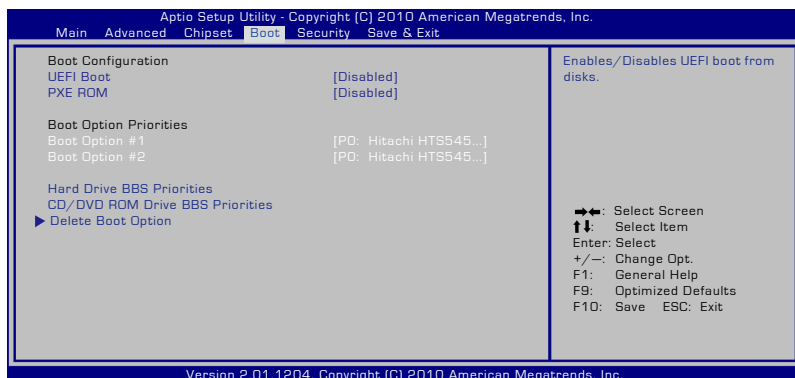 Aptio Setup Utility - Copyright (C) 2010 American Megatrends, Inc.
Main Advanced Chipset Boot Security Save & Exit
Boot Configuration
UEFI Boot [Disabled]
PXE ROM [Disabled]
Boot Option Priorities
Boot Option #1 [P0: Hitachi HTS545...]
Boot Option #2 [P0: Hitachi HTS545...]
Hard Drive BBS Priorities
CD/DVD ROM Drive BBS Priorities
Delete Boot Option
Enables/Disables UEFI boot from
disks.
→←: Select Screen
↑↓: Select Item
Enter: Select
+/—: Change Opt.
F1: General Help
F9: Optimized Defaults
F10: Save ESC: Exit
Version 2.01.1204. Copyright (C) 2010 American Megatrends, Inc.